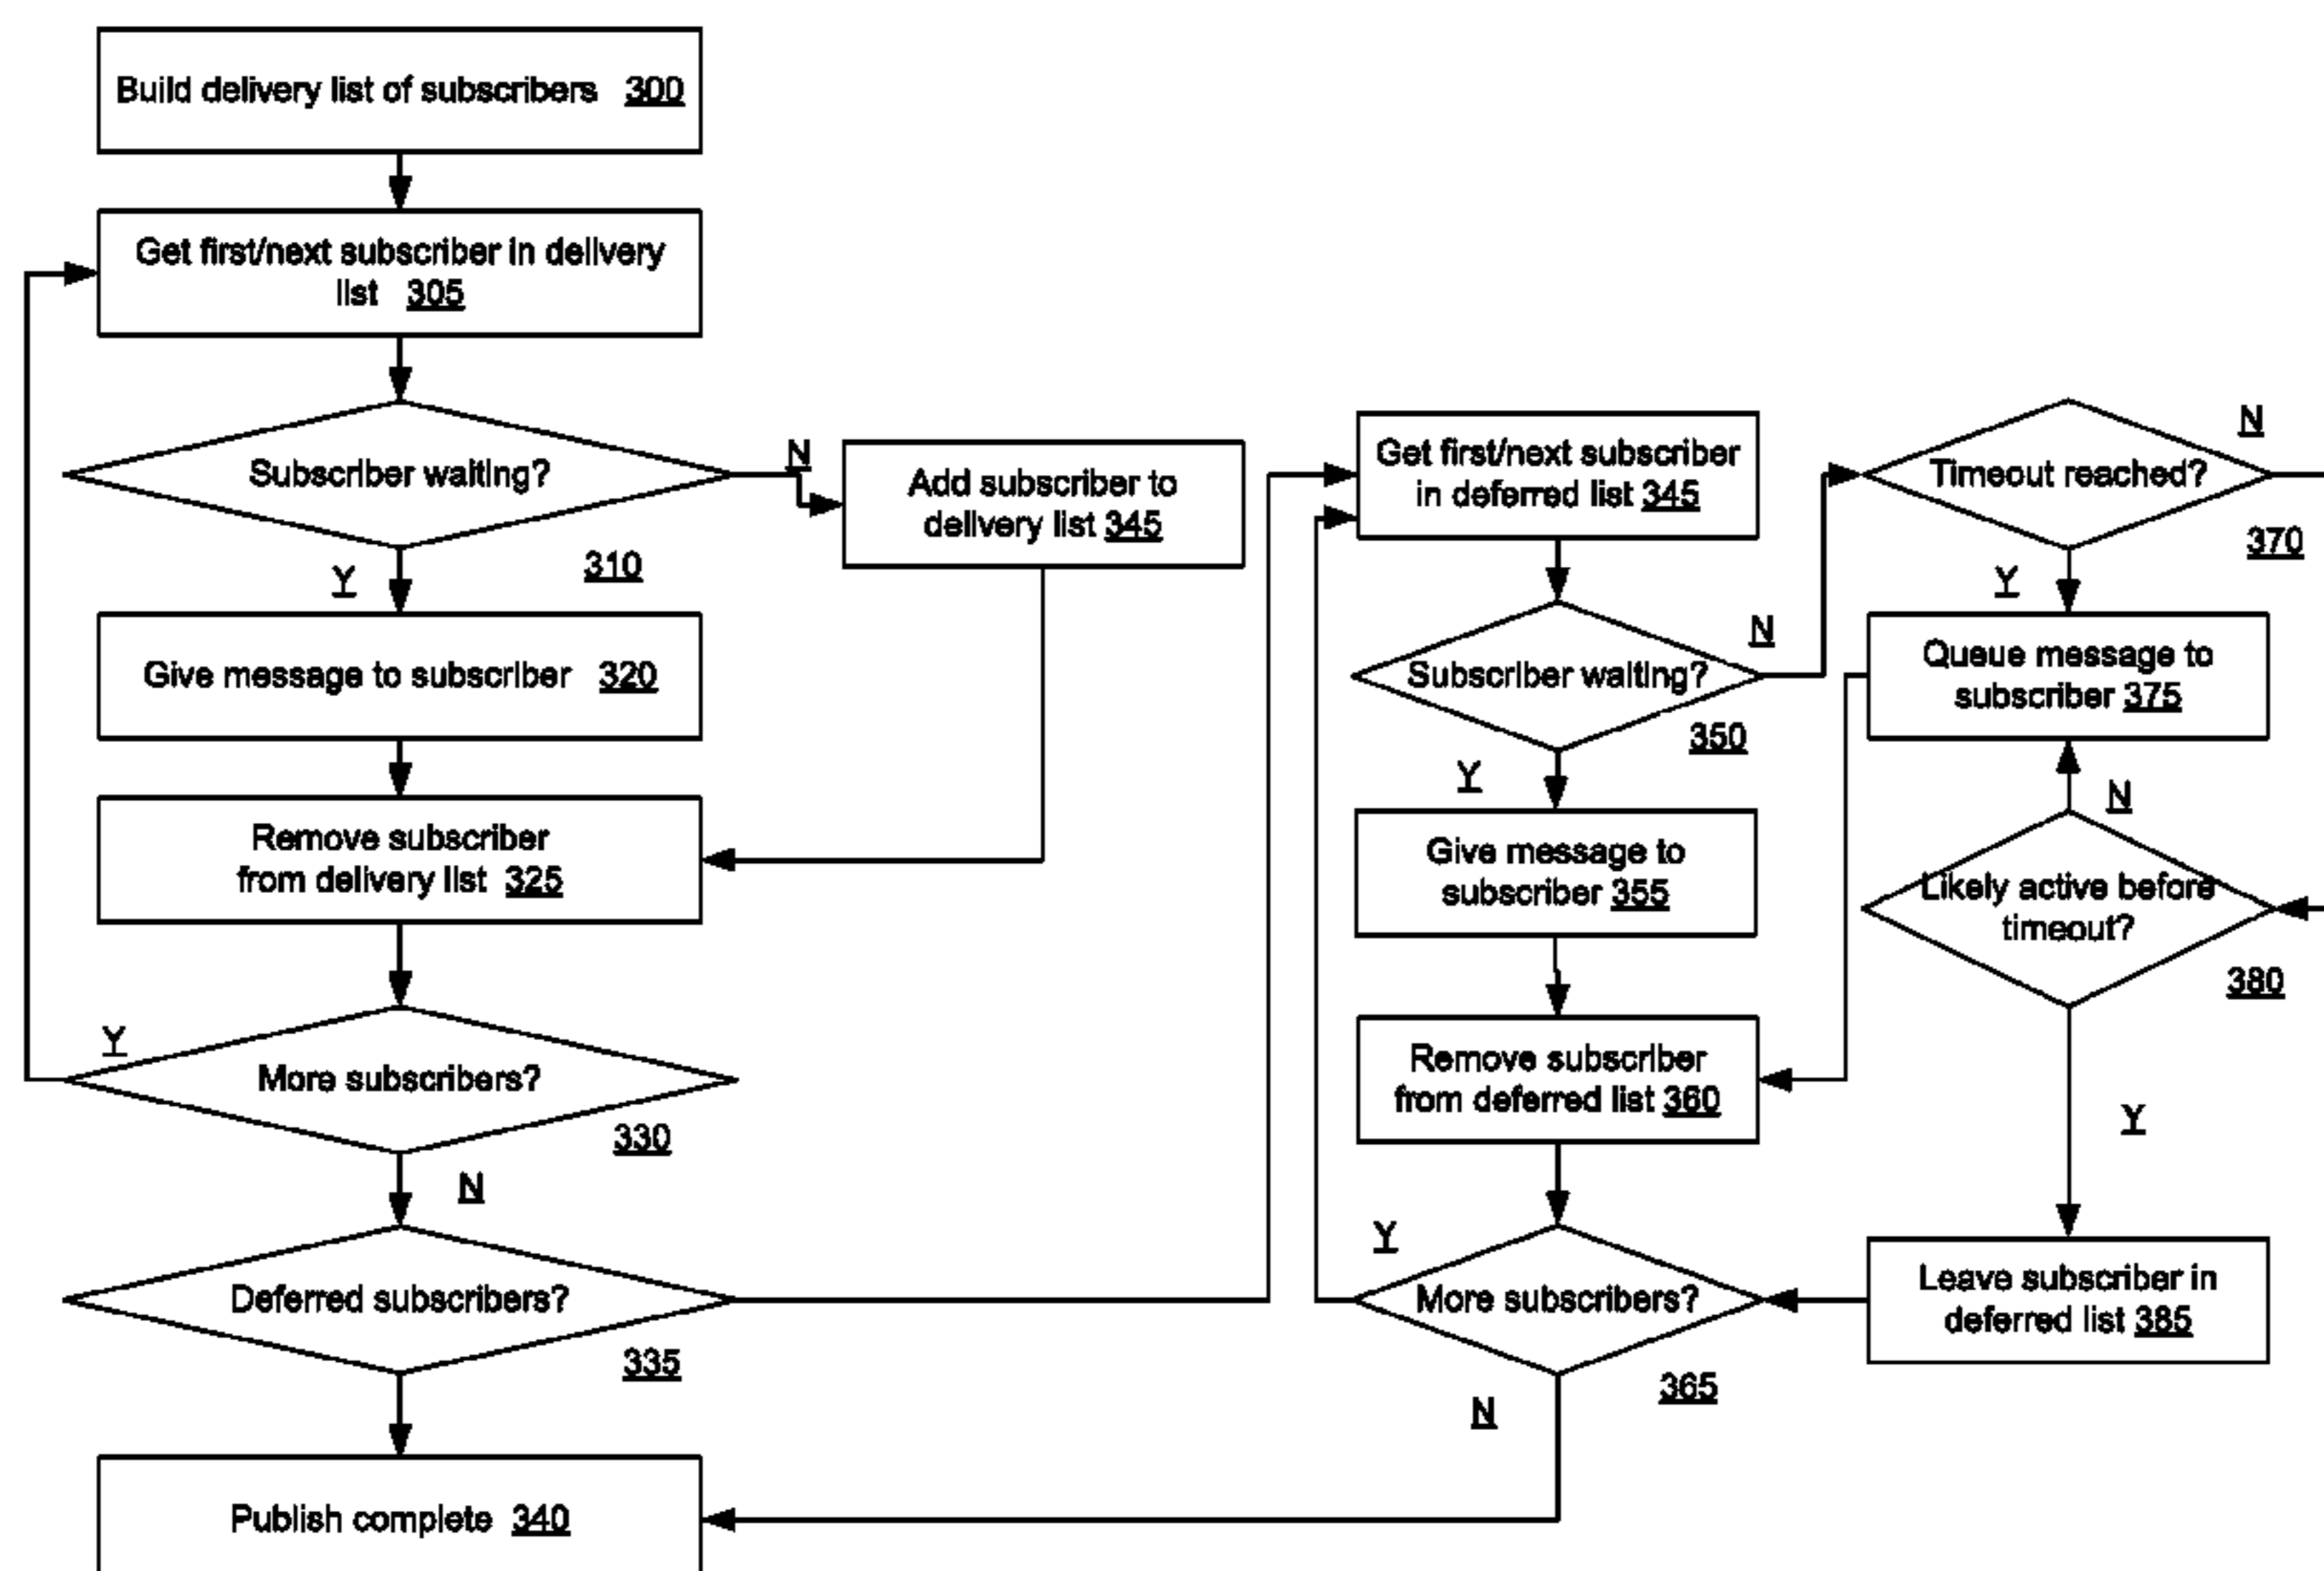 Build delivery list of subscribers 300
Get first/next subscriber in delivery
list 305
Subscriber waiting?
310
N
Y
Add subscriber to
delivery list 345
Give message to subscriber 320
Remove subscriber
from delivery list 325
More subscribers?
330
Y
N
Deferred subscribers?
335
Publish complete 340
Get first/next subscriber
in deferred list 345
Subscriber waiting?
350
N
Y
Give message to
subscriber 355
Remove subscriber
from deferred list 360
More subscribers?
365
Y
N
Timeout reached?
370
N
Y
Queue message to
subscriber 375
N
Likely active before
timeout?
380
Y
Leave subscriber in
deferred list 385